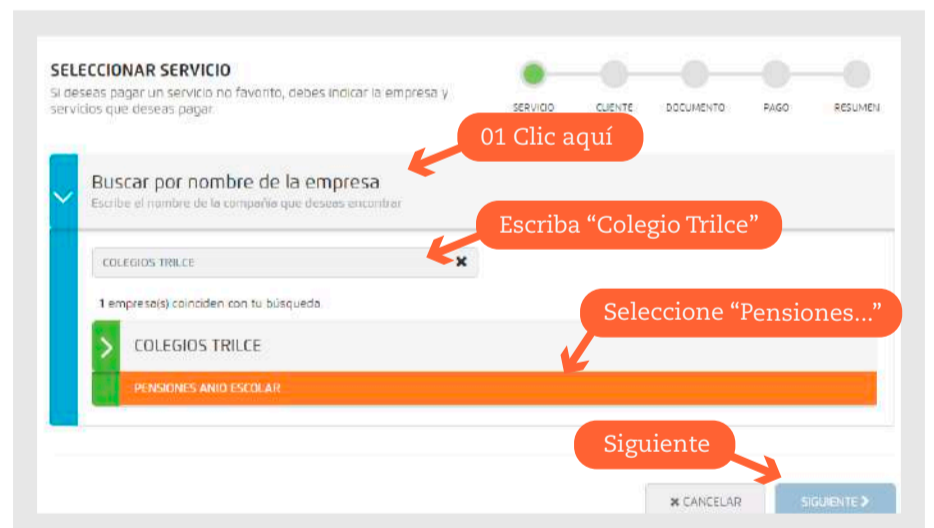 SELECCIONAR SERVICIO
Si deseas pagar un servicio no favorito, debes indicar la empresa y
servicios que deseas pagar.
SERVICIO CLIENTE DOCUMENTO PAGO RESUMEN
01 Clic aquí
Buscar por nombre de la empresa
Escribe el nombre de la compañía que deseas encontrar
Escriba “Colegio Trilce”
COLEGIOS TRILCE
1 empresa(s) coinciden con tu búsqueda.
Seleccione “Pensiones...”
COLEGIOS TRILCE
PENSIONES ANIO ESCOLAR
Siguiente
CANCELAR SIGUIENTE